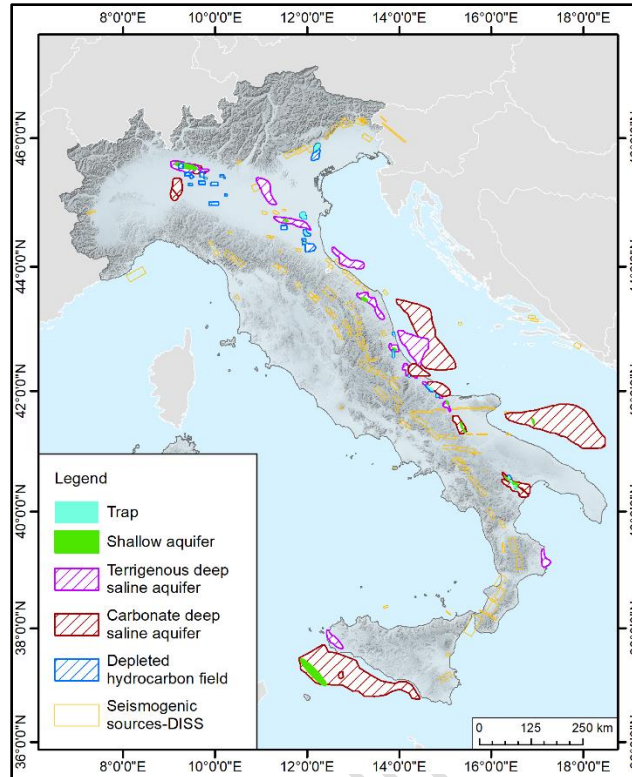 8°0'0"E 10°0'0"E 12°0'0"E 14°0'0"E 16°0'0"E 18°0'0"E
46°0'0"N
44°0'0"N
42°0'0"N
40°0'0"N
38°0'0"N
36°0'0"N
Legend
Trap
Shallow aquifer
Terrigenous deep
saline aquifer
Carbonate deep
saline aquifer
Depleted
hydrocarbon field
Seismogenic
sources-DISS
0 125 250 km
8°0'0"E 10°0'0"E 12°0'0"E 14°0'0"E 16°0'0"E 18°0'0"E